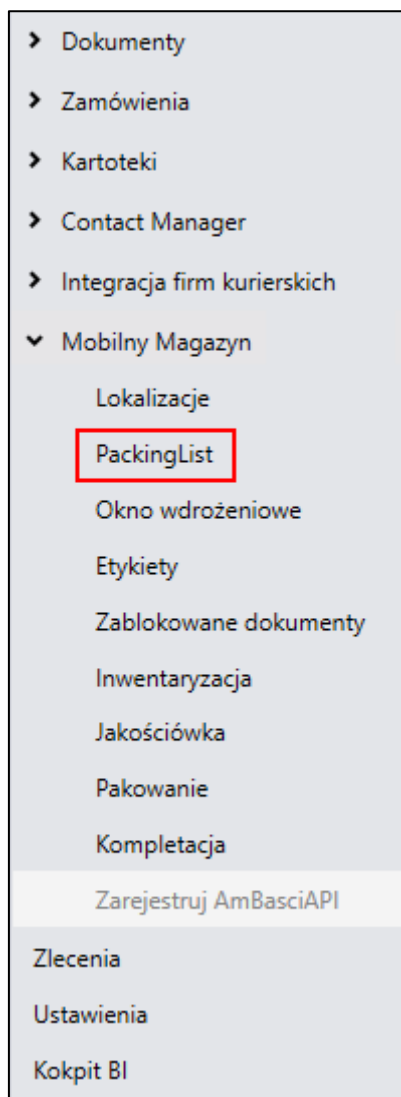 Dokumenty
Zamówienia
Kartoteki
Contact Manager
Integracja firm kurierskich
Mobilny Magazyn
Lokalizacje
PackingList
Okno wdrożeniowe
Etykiety
Zablokowane dokumenty
Inwentaryzacja
Jakościówka
Pakowanie
Kompletacja
Zarejestruj AmBasciAPI
Zlecenia
Ustawienia
Kokpit BI